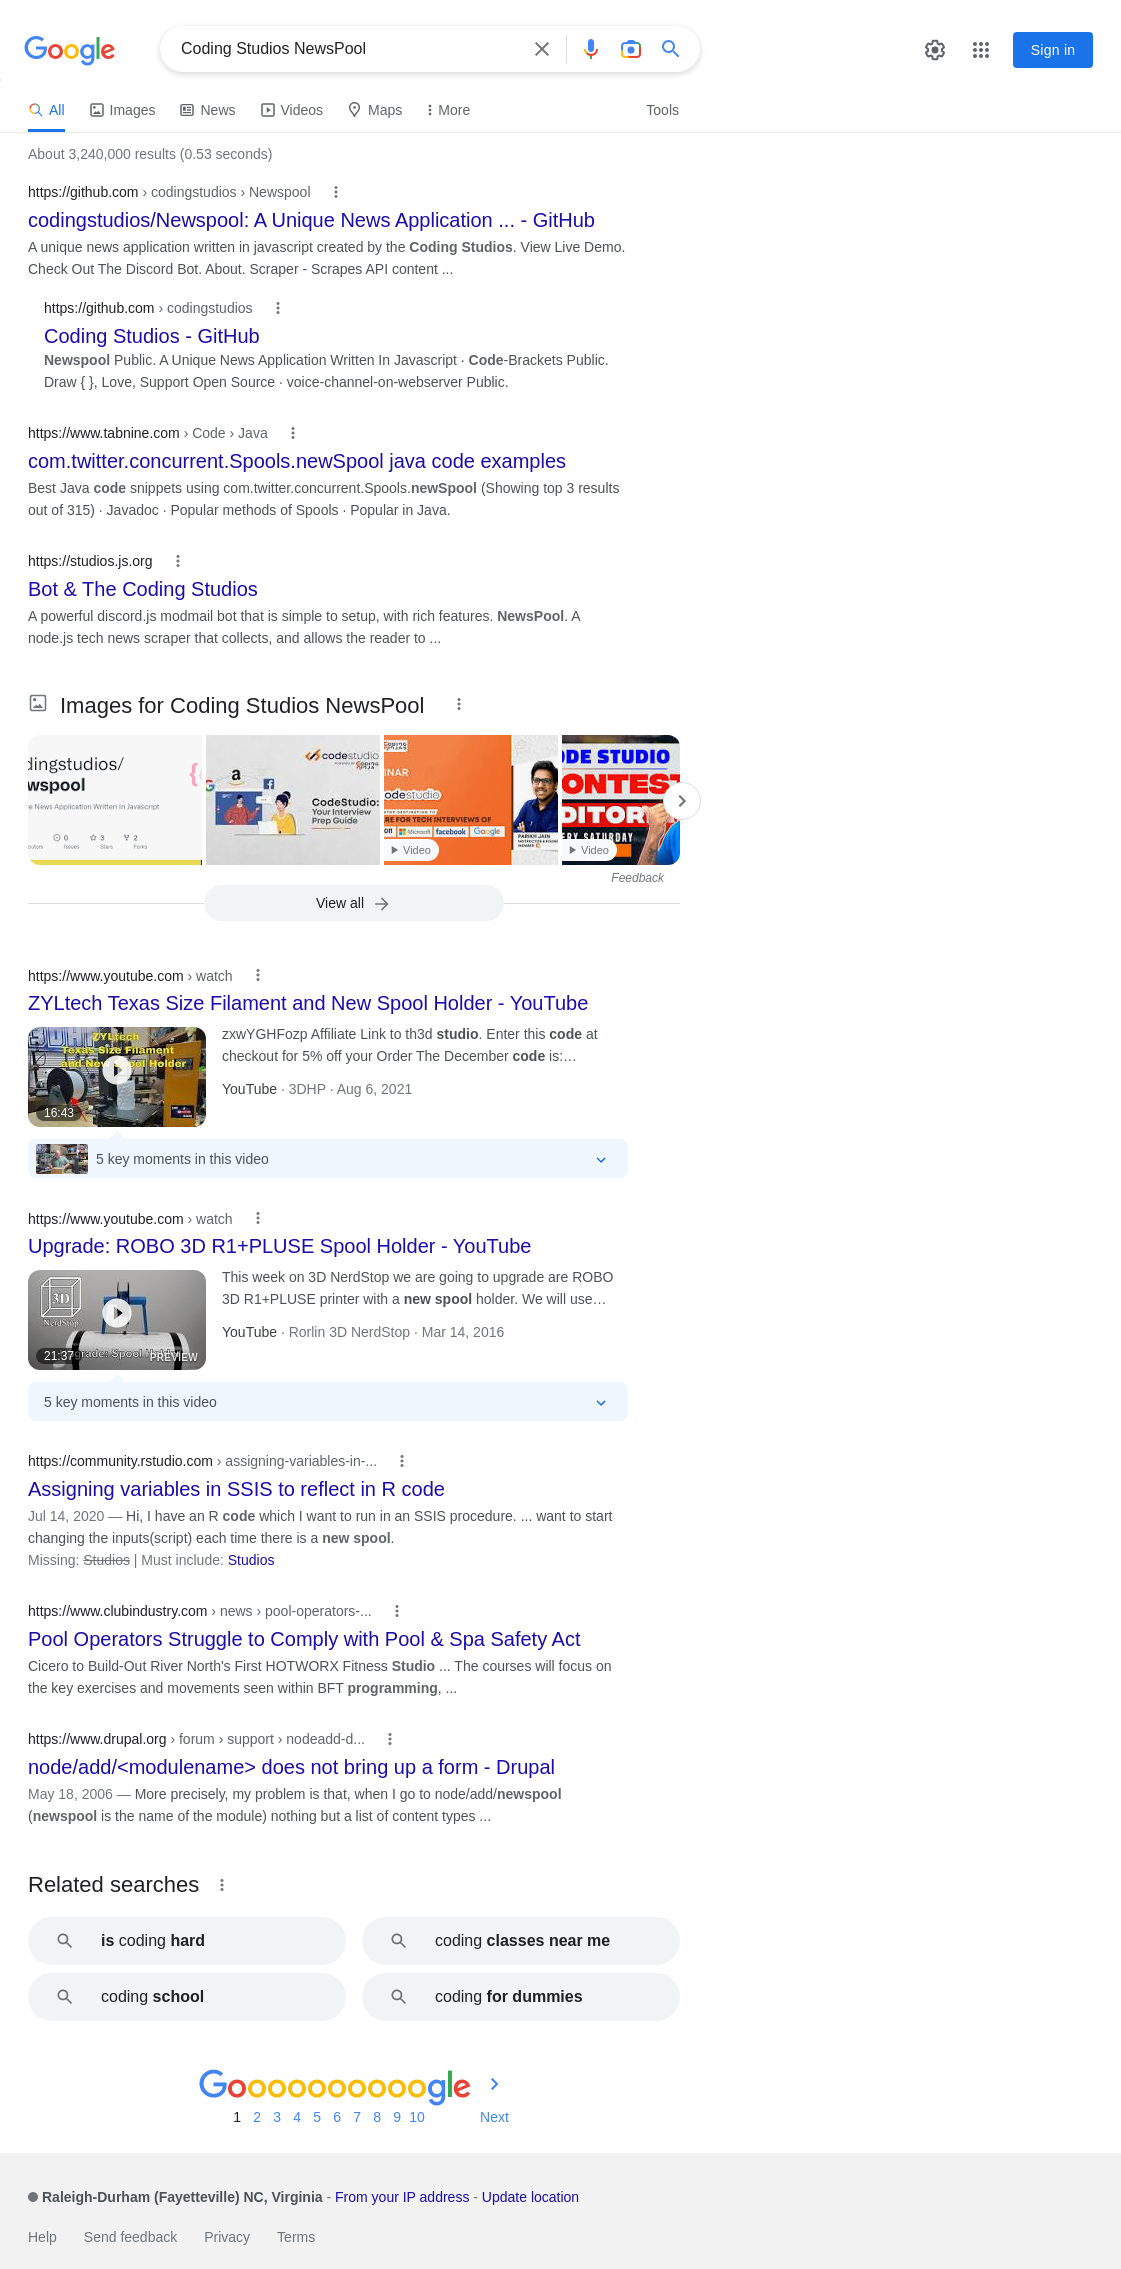 Google
Coding Studios NewsPool
Sign in
All
Images
News
Videos
Maps
More
Tools
About 3,240,000 results (0.53 seconds)
https://github.com › codingstudios › Newspool
codingstudios/Newspool: A Unique News Application ... - GitHub
A unique news application written in javascript created by the Coding Studios. View Live Demo.
Check Out The Discord Bot. About. Scraper - Scrapes API content ...
https://github.com › codingstudios
Coding Studios - GitHub
Newspool Public. A Unique News Application Written In Javascript · Code-Brackets Public.
Draw { }, Love, Support Open Source · voice-channel-on-webserver Public.
https://www.tabnine.com › Code › Java
com.twitter.concurrent.Spools.newSpool java code examples
Best Java code snippets using com.twitter.concurrent.Spools.newSpool (Showing top 3 results
out of 315) · Javadoc · Popular methods of Spools · Popular in Java.
https://studios.js.org
Bot & The Coding Studios
A powerful discord.js modmail bot that is simple to setup, with rich features. NewsPool. A
node.js tech news scraper that collects, and allows the reader to ...
Images for Coding Studios NewsPool
dingstudios/
wspool
e News Application Written In Javascript
0
3
2
Issues
Stars
Forks
codestudio
a
CodeStudio:
Your Interview
Prep Guide
INAR
destudio
RE FOR TECH INTERVIEWS OF
on
Microsoft
facebook
Google
PARIKH JAIN
Video
ODE STUDIO
ONTEST
DITORY
ERY SATURDAY
Video
Feedback
View all
https://www.youtube.com › watch
ZYLtech Texas Size Filament and New Spool Holder - YouTube
ZYLtech
Texas Size Filament
and New Spool Holder
16:43
zxwYGHFozp Affiliate Link to th3d studio. Enter this code at
checkout for 5% off your Order The December code is:…
YouTube · 3DHP · Aug 6, 2021
5 key moments in this video
https://www.youtube.com › watch
Upgrade: ROBO 3D R1+PLUSE Spool Holder - YouTube
3D
NerdStop
21:37
grade: Spool Hold
PREVIEW
This week on 3D NerdStop we are going to upgrade are ROBO
3D R1+PLUSE printer with a new spool holder. We will use…
YouTube · Rorlin 3D NerdStop · Mar 14, 2016
5 key moments in this video
https://community.rstudio.com › assigning-variables-in-...
Assigning variables in SSIS to reflect in R code
Jul 14, 2020 — Hi, I have an R code which I want to run in an SSIS procedure. ... want to start
changing the inputs(script) each time there is a new spool.
Missing: Studios | Must include: Studios
https://www.clubindustry.com › news › pool-operators-...
Pool Operators Struggle to Comply with Pool & Spa Safety Act
Cicero to Build-Out River North's First HOTWORX Fitness Studio ... The courses will focus on
the key exercises and movements seen within BFT programming, ...
https://www.drupal.org › forum › support › nodeadd-d...
node/add/<modulename> does not bring up a form - Drupal
May 18, 2006 — More precisely, my problem is that, when I go to node/add/newspool
(newspool is the name of the module) nothing but a list of content types ...
Related searches
is coding hard
coding classes near me
coding school
coding for dummies
Goooooooooogle
1 2 3 4 5 6 7 8 9 10 Next
Raleigh-Durham (Fayetteville) NC, Virginia - From your IP address - Update location
Help Send feedback Privacy Terms